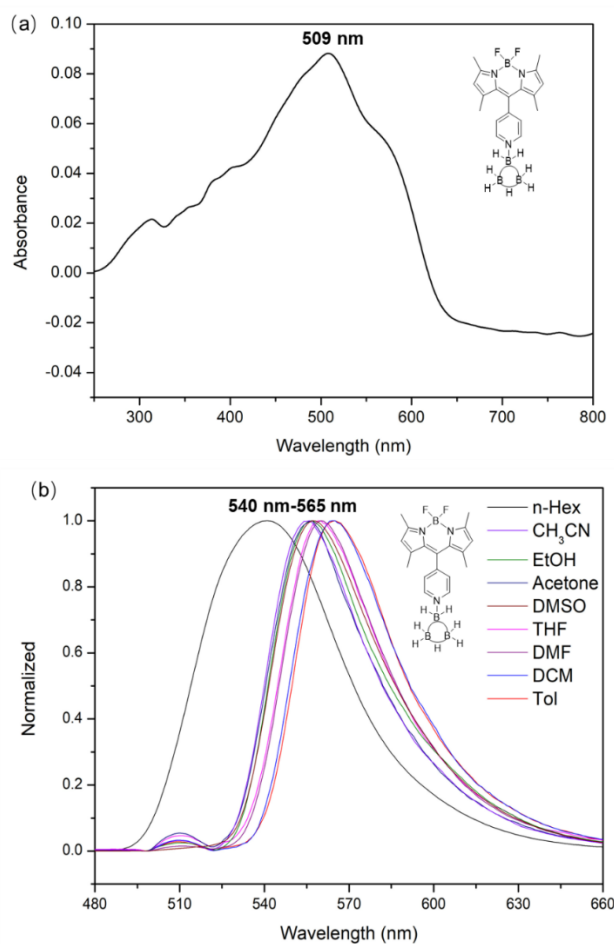 (a)
509 nm
0.10
0.08
0.06
0.04
0.02
0.00
-0.02
-0.04
300 400 500 600 700 800
Absorbance
Wavelength (nm)
F F
B
N N
N
H B H
H B B H
H H H
(b)
540 nm-565 nm
1.0
0.8
0.6
0.4
0.2
0.0
480 510 540 570 600 630 660
Normalized
Wavelength (nm)
F F
B
N N
N
H B H
H B B H
H H H
n-Hex
CH₃CN
EtOH
Acetone
DMSO
THF
DMF
DCM
Tol